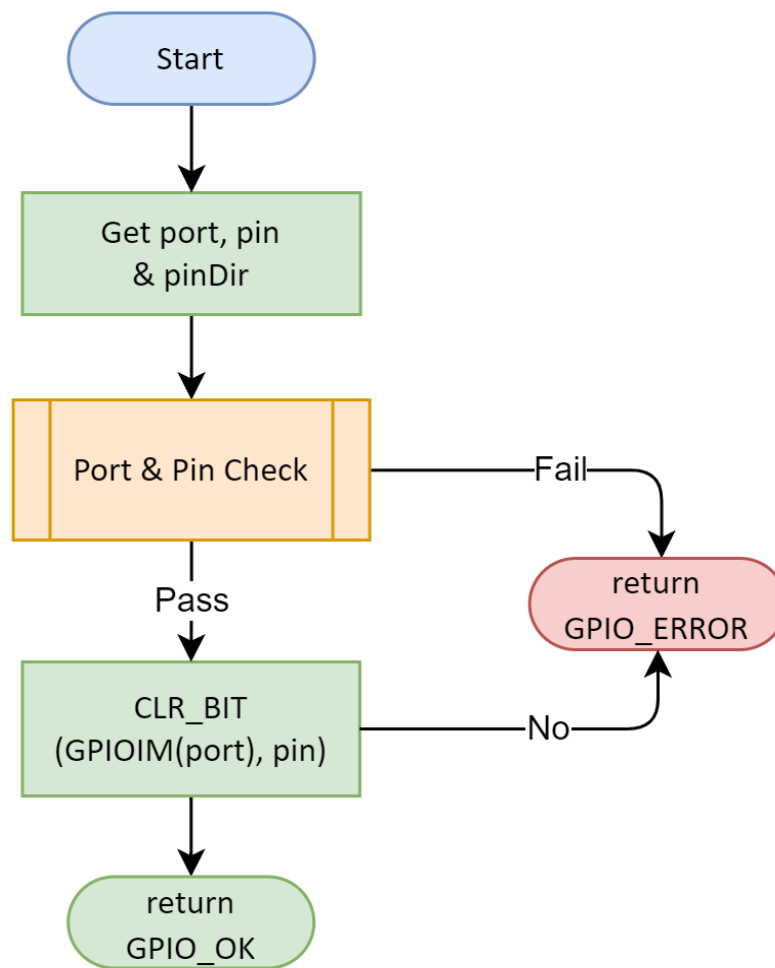 Start
Get port, pin
& pinDir
Port & Pin Check
Fail
Pass
return
GPIO_ERROR
CLR_BIT
(GPIOIM(port), pin)
No
return
GPIO_OK